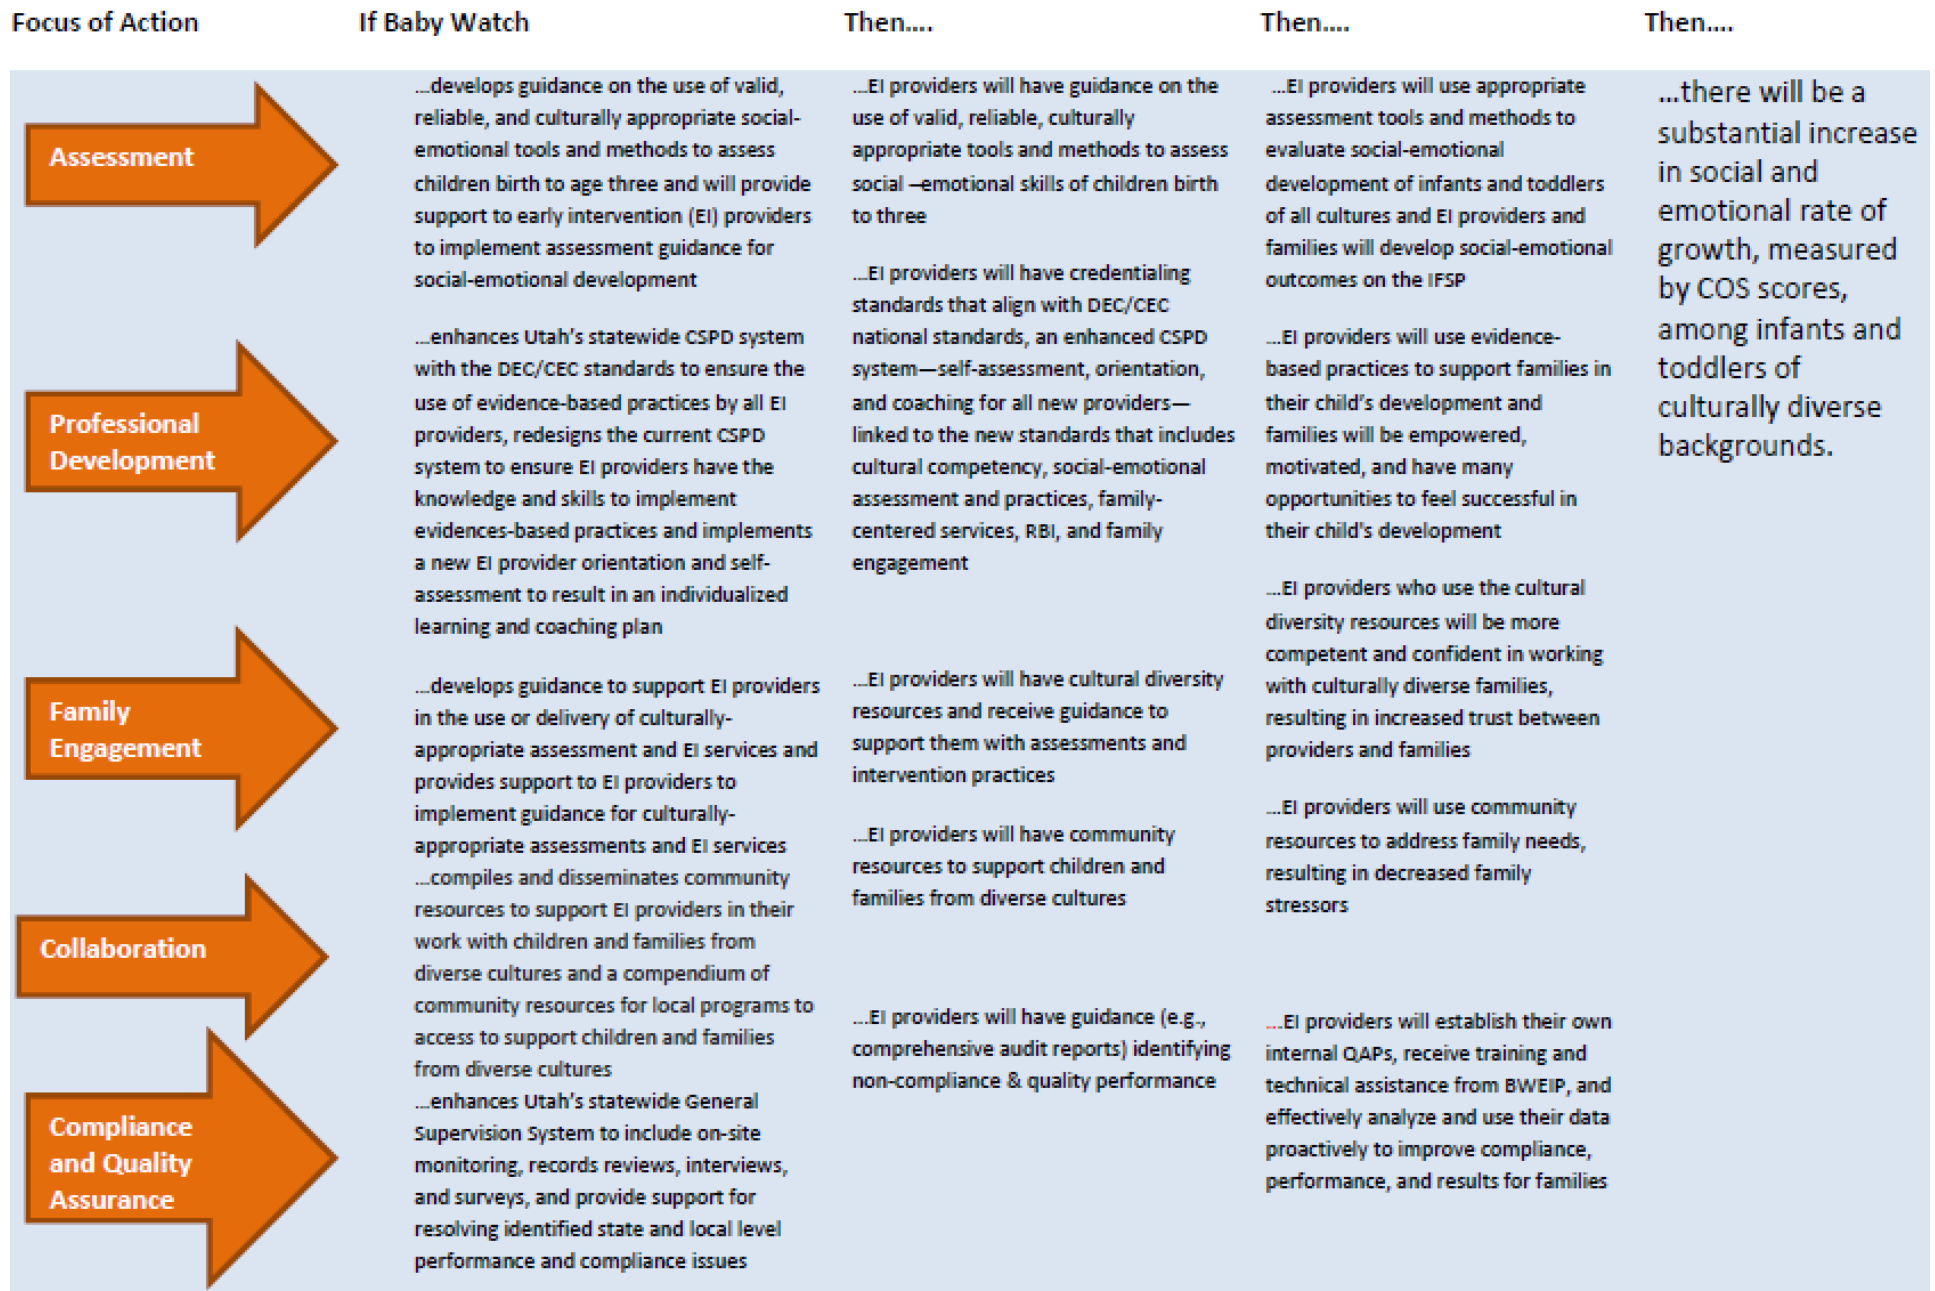 Focus of Action
If Baby Watch
Then....
Then....
Then....
Assessment
Professional
Development
Family
Engagement
Collaboration
Compliance
and Quality
Assurance
...develops guidance on the use of valid,
reliable, and culturally appropriate social-
emotional tools and methods to assess
children birth to age three and will provide
support to early intervention (EI) providers
to implement assessment guidance for
social-emotional development
...enhances Utah's statewide CSPD system
with the DEC/CEC standards to ensure the
use of evidence-based practices by all EI
providers, redesigns the current CSPD
system to ensure EI providers have the
knowledge and skills to implement
evidences-based practices and implements
a new EI provider orientation and self-
assessment to result in an individualized
learning and coaching plan
...develops guidance to support EI providers
in the use or delivery of culturally-
appropriate assessment and EI services and
provides support to EI providers to
implement guidance for culturally-
appropriate assessments and EI services
...compiles and disseminates community
resources to support EI providers in their
work with children and families from
diverse cultures and a compendium of
community resources for local programs to
access to support children and families
from diverse cultures
...enhances Utah's statewide General
Supervision System to include on-site
monitoring, records reviews, interviews,
and surveys, and provide support for
resolving identified state and local level
performance and compliance issues
...EI providers will have guidance on the
use of valid, reliable, culturally
appropriate tools and methods to assess
social –emotional skills of children birth
to three
...EI providers will have credentialing
standards that align with DEC/CEC
national standards, an enhanced CSPD
system—self-assessment, orientation,
and coaching for all new providers—
linked to the new standards that includes
cultural competency, social-emotional
assessment and practices, family-
centered services, RBI, and family
engagement
...EI providers will have cultural diversity
resources and receive guidance to
support them with assessments and
intervention practices
...EI providers will have community
resources to support children and
families from diverse cultures
...EI providers will have guidance (e.g.,
comprehensive audit reports) identifying
non-compliance & quality performance
...EI providers will use appropriate
assessment tools and methods to
evaluate social-emotional
development of infants and toddlers
of all cultures and EI providers and
families will develop social-emotional
outcomes on the IFSP
...EI providers will use evidence-
based practices to support families in
their child's development and
families will be empowered,
motivated, and have many
opportunities to feel successful in
their child's development
...EI providers who use the cultural
diversity resources will be more
competent and confident in working
with culturally diverse families,
resulting in increased trust between
providers and families
...EI providers will use community
resources to address family needs,
resulting in decreased family
stressors
...EI providers will establish their own
internal QAPs, receive training and
technical assistance from BWEIP, and
effectively analyze and use their data
proactively to improve compliance,
performance, and results for families
...there will be a
substantial increase
in social and
emotional rate of
growth, measured
by COS scores,
among infants and
toddlers of
culturally diverse
backgrounds.